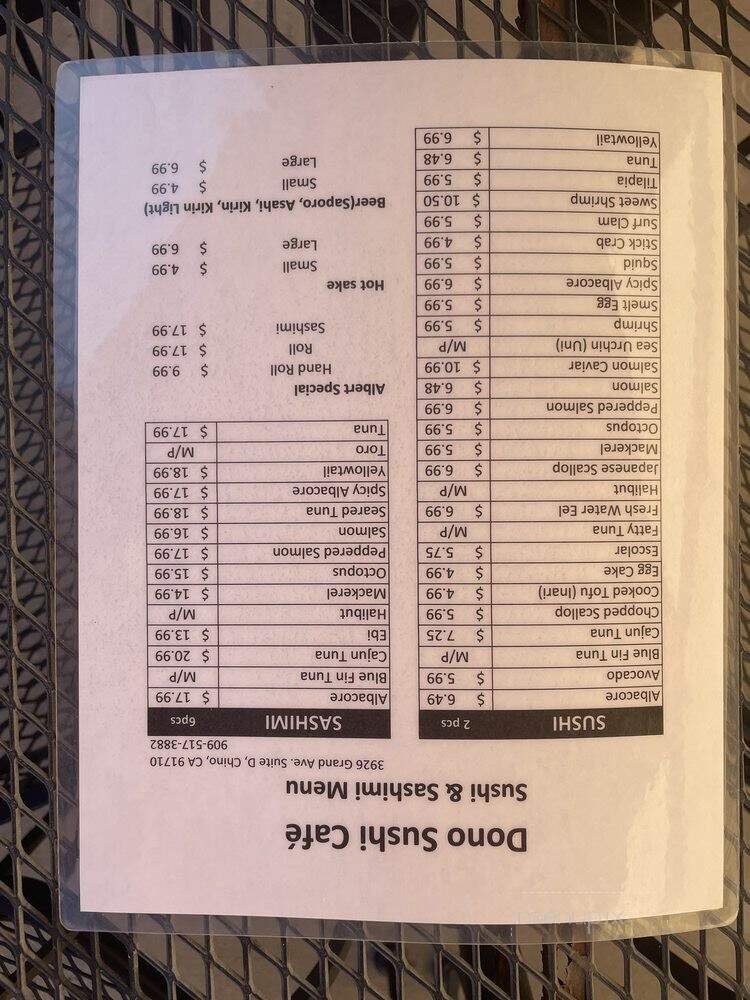 Dono Sushi Café
Sushi & Sashimi Menu
3926 Grand Ave. Suite D, Chino, CA 91710
909-517-3882
SUSHI 2 pcs
Albacore $ 6.49
Avocado $ 5.99
Blue Fin Tuna M/P
Cajun Tuna $ 7.25
Chopped Scallop $ 5.99
Cooked Tofu (Inari) $ 4.99
Egg Cake $ 4.99
Escolar $ 5.75
Fatty Tuna M/P
Fresh Water Eel $ 6.99
Halibut M/P
Japanese Scallop $ 6.99
Mackerel $ 5.99
Octopus $ 5.99
Peppered Salmon $ 6.99
Salmon $ 6.48
Salmon Caviar $ 10.99
Sea Urchin (Uni) M/P
Shrimp $ 5.99
Smelt Egg $ 5.99
Spicy Albacore $ 6.99
Squid $ 5.99
Stick Crab $ 4.99
Surf Clam $ 5.99
Sweet Shrimp $ 10.50
Tilapia $ 5.99
Tuna $ 6.48
Yellowtail $ 6.99
SASHIMI 6pcs
Albacore $ 17.99
Blue Fin Tuna M/P
Cajun Tuna $ 20.99
Ebi $ 13.99
Halibut M/P
Mackerel $ 14.99
Octopus $ 15.99
Peppered Salmon $ 17.99
Salmon $ 16.99
Seared Tuna $ 18.99
Spicy Albacore $ 17.99
Yellowtail $ 18.99
Toro M/P
Tuna $ 17.99
Albert Special
Hand Roll $ 9.99
Roll $ 17.99
Sashimi $ 17.99
Hot sake
Small $ 4.99
Large $ 6.99
Beer(Saporo, Asahi, Kirin, Kirin Light)
Small $ 4.99
Large $ 6.99